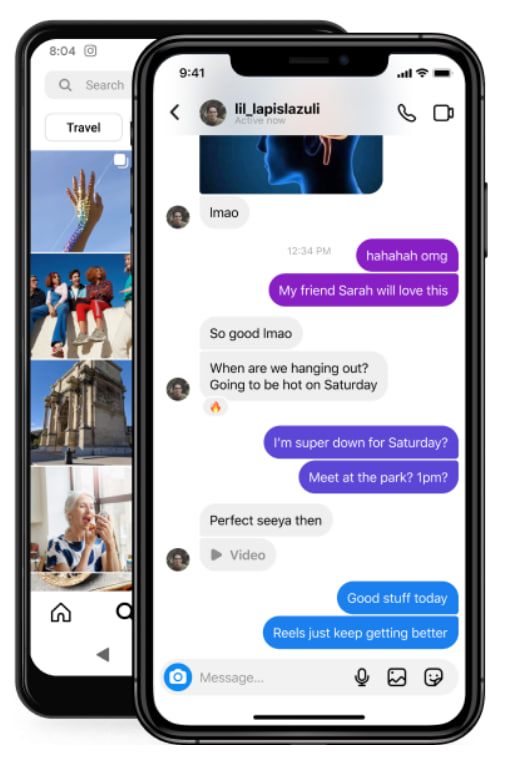 8:04
Search
Travel
9:41
lil_lapislazuli
Active now
lmao
12:34 PM
hahahah omg
My friend Sarah will love this
So good lmao
When are we hanging out?
Going to be hot on Saturday
I'm super down for Saturday?
Meet at the park? 1pm?
Perfect seeya then
Video
Good stuff today
Reels just keep getting better
Message...